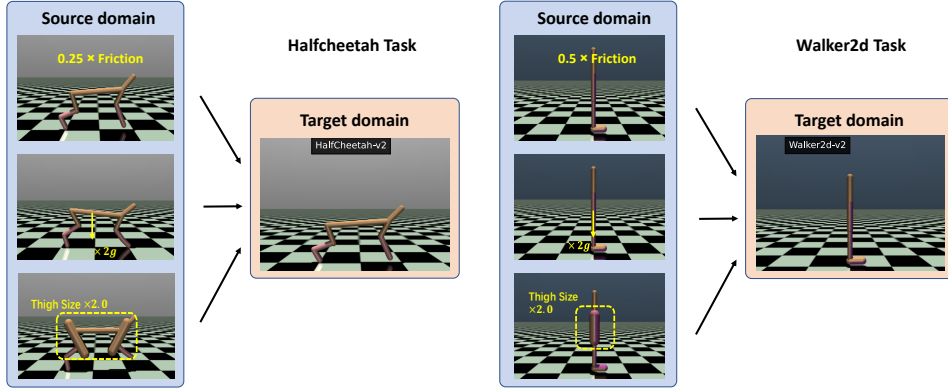 Source domain
0.25 × Friction
× 2g
Thigh Size ×2.0
Halfcheetah Task
Target domain
HalfCheetah-v2
Source domain
0.5 × Friction
× 2g
Thigh Size
×2.0
Walker2d Task
Target domain
Walker2d-v2